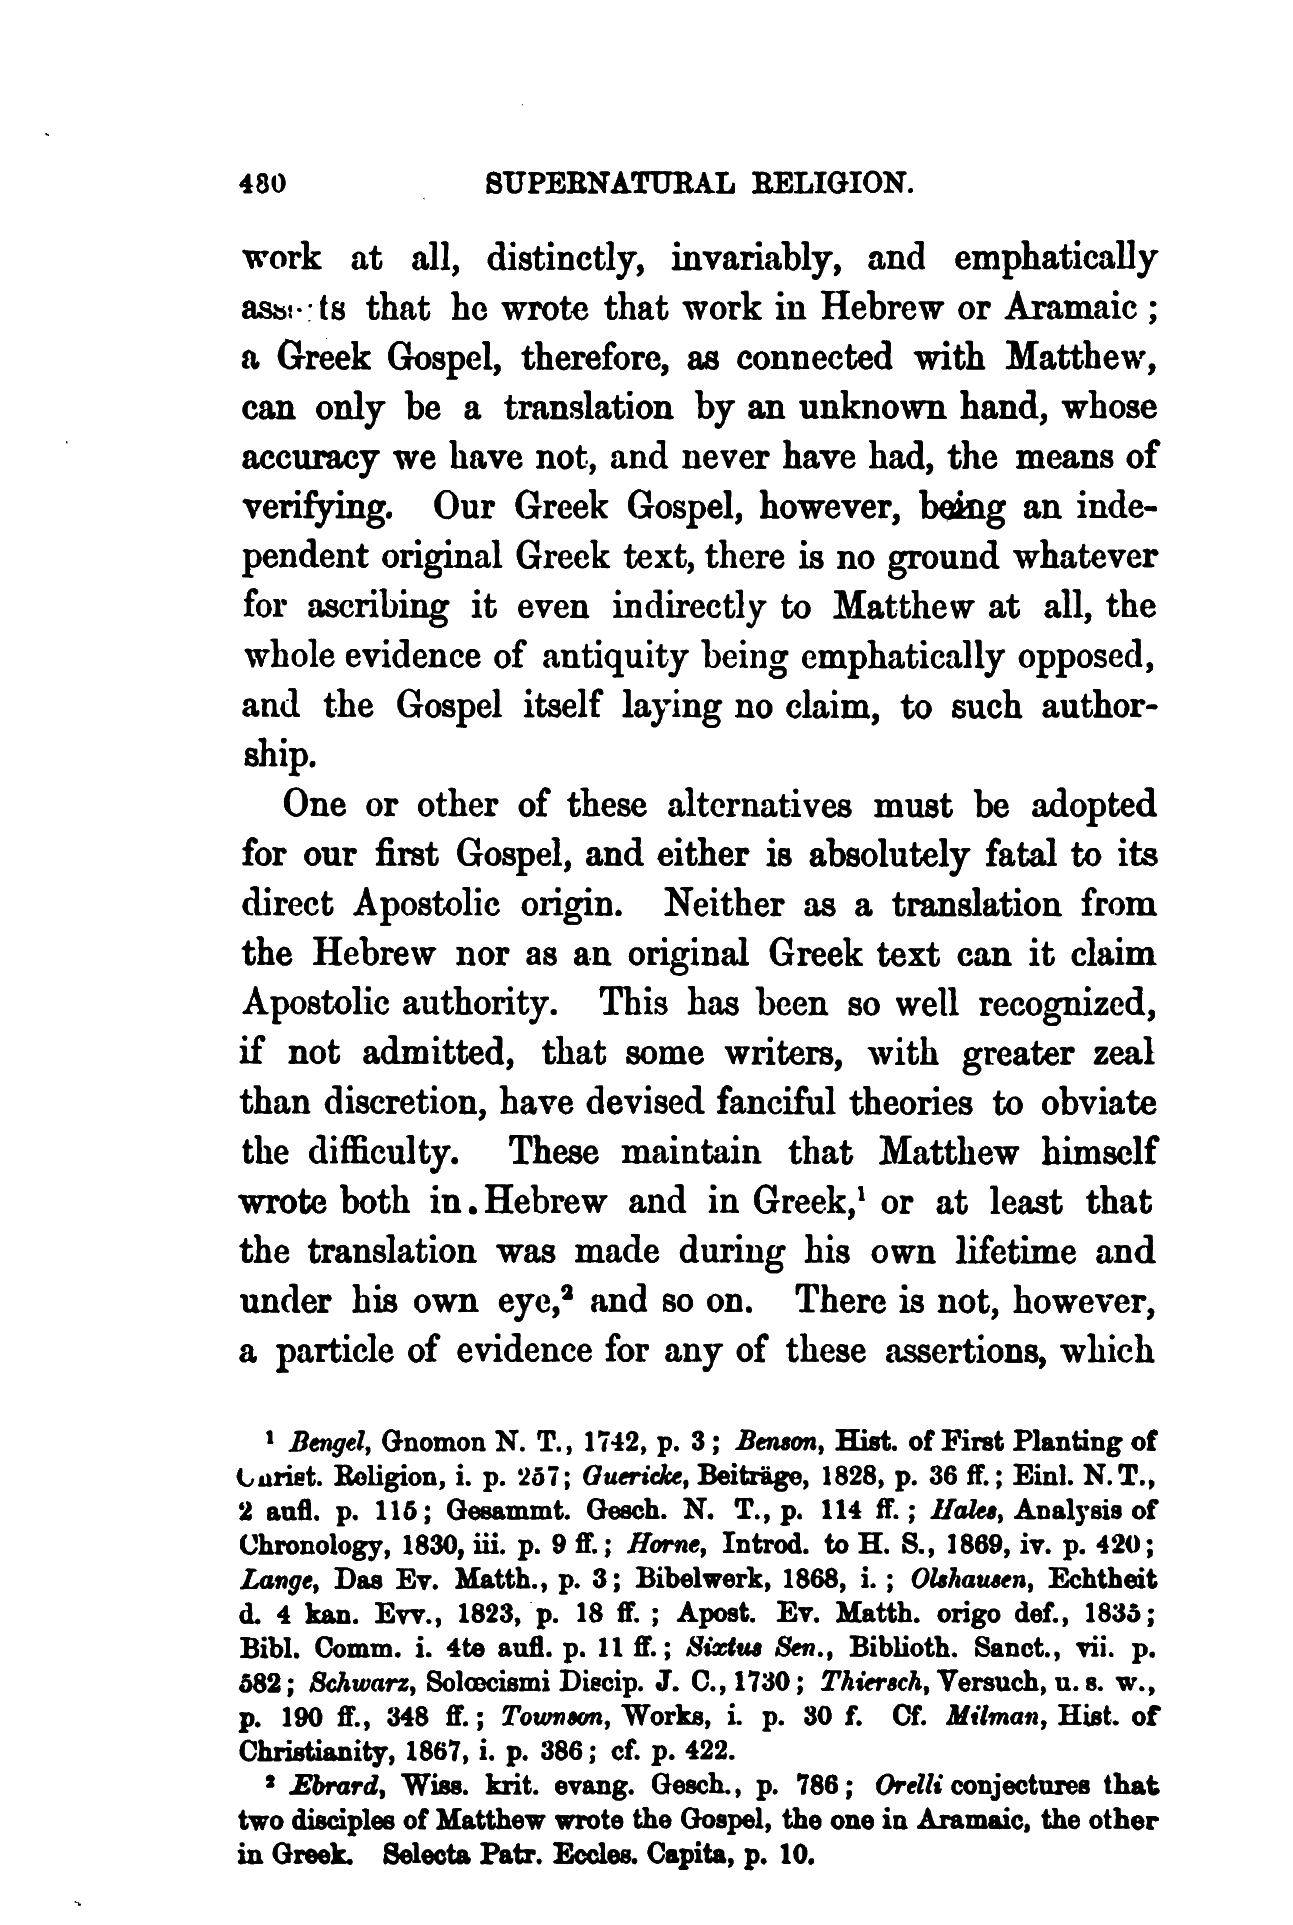 480 SUPERNATURAL RELIGION.
work at all, distinctly, invariably, and emphatically
asserts that he wrote that work in Hebrew or Aramaic ;
a Greek Gospel, therefore, as connected with Matthew,
can only be a translation by an unknown hand, whose
accuracy we have not, and never have had, the means of
verifying. Our Greek Gospel, however, being an inde-
pendent original Greek text, there is no ground whatever
for ascribing it even indirectly to Matthew at all, the
whole evidence of antiquity being emphatically opposed,
and the Gospel itself laying no claim, to such author-
ship.
One or other of these alternatives must be adopted
for our first Gospel, and either is absolutely fatal to its
direct Apostolic origin. Neither as a translation from
the Hebrew nor as an original Greek text can it claim
Apostolic authority. This has been so well recognized,
if not admitted, that some writers, with greater zeal
than discretion, have devised fanciful theories to obviate
the difficulty. These maintain that Matthew himself
wrote both in Hebrew and in Greek,¹ or at least that
the translation was made during his own lifetime and
under his own eye,² and so on. There is not, however,
a particle of evidence for any of these assertions, which
¹ Bengel, Gnomon N. T., 1742, p. 3 ; Benson, Hist. of First Planting of
Christ. Religion, i. p. 257; Guericke, Beiträge, 1828, p. 36 ff. ; Einl. N. T.,
2 aufl. p. 115 ; Gesammt. Gesch. N. T., p. 114 ff. ; Hales, Analysis of
Chronology, 1830, iii. p. 9 ff. ; Horne, Introd. to H. S., 1869, iv. p. 420 ;
Lange, Das Ev. Matth., p. 3 ; Bibelwerk, 1868, i. ; Olshausen, Echtheit
d. 4 kan. Evv., 1823, p. 18 ff. ; Apost. Ev. Matth. origo def., 1835 ;
Bibl. Comm. i. 4te aufl. p. 11 ff. ; Sixtus Sen., Biblioth. Sanct., vii. p.
582 ; Schwarz, Solœcismi Discip. J. C., 1730 ; Thiersch, Versuch, u. s. w.,
p. 190 ff., 348 ff. ; Townson, Works, i. p. 30 f. Cf. Milman, Hist. of
Christianity, 1867, i. p. 386 ; cf. p. 422.
² Ebrard, Wiss. krit. evang. Gesch., p. 786 ; Orelli conjectures that
two disciples of Matthew wrote the Gospel, the one in Aramaic, the other
in Greek. Selecta Patr. Eccles. Capita, p. 10.